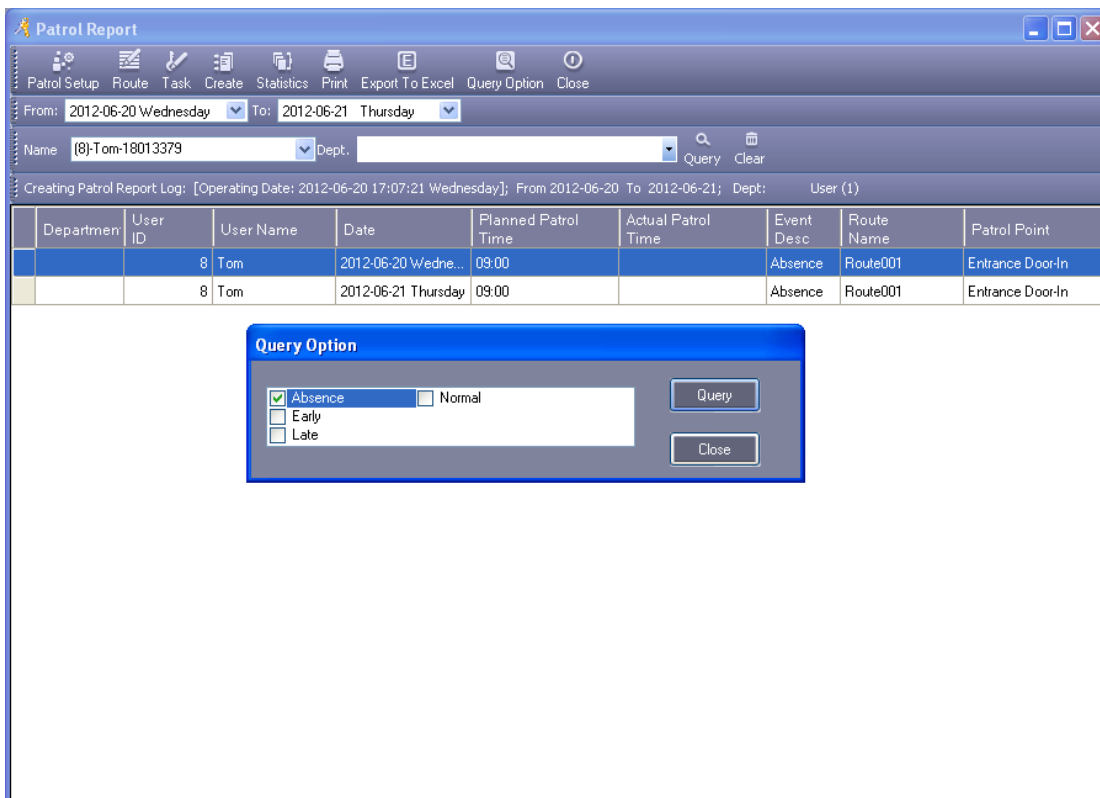 Patrol Report
Patrol Setup Route Task Create Statistics Print Export To Excel Query Option Close
From: 2012-06-20 Wednesday To: 2012-06-21 Thursday
Name (8)-Tom-18013379 Dept. Query Clear
Creating Patrol Report Log: [Operating Date: 2012-06-20 17:07:21 Wednesday]; From 2012-06-20 To 2012-06-21; Dept: User (1)
Departmen User ID User Name Date Planned Patrol Time Actual Patrol Time Event Desc Route Name Patrol Point
8 Tom 2012-06-20 Wedne... 09:00 Absence Route001 Entrance Door-In
8 Tom 2012-06-21 Thursday 09:00 Absence Route001 Entrance Door-In
Query Option
Absence Normal Query
Early
Late
Close